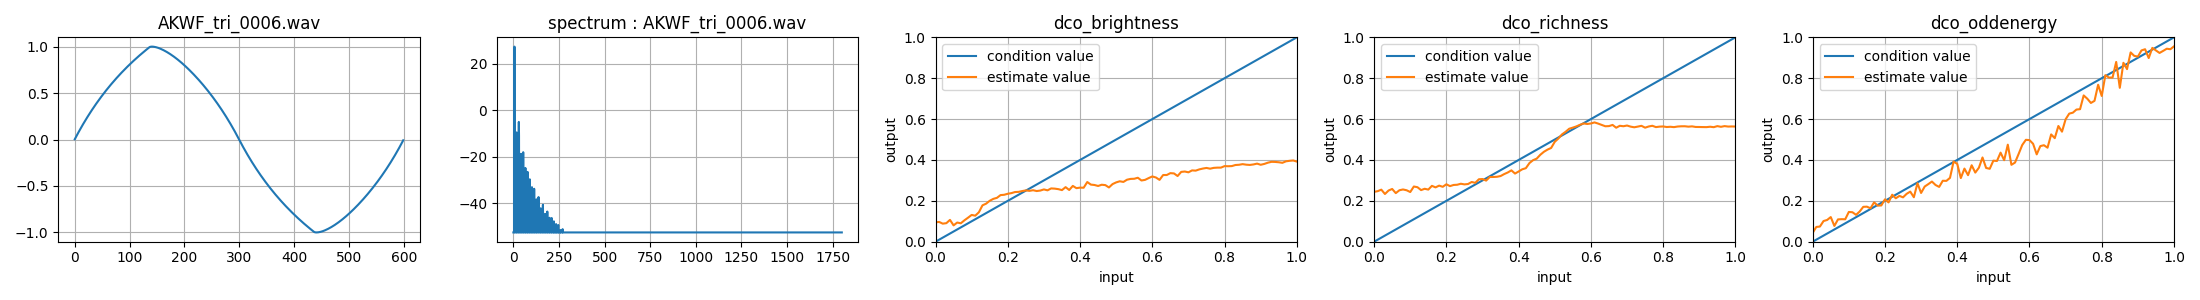 AKWF_tri_0006.wav
1.0
0.5
0.0
−0.5
−1.0
0 100 200 300 400 500 600
spectrum : AKWF_tri_0006.wav
20
0
−20
−40
0 250 500 750 1000 1250 1500 1750
dco_brightness
condition value
estimate value
output
1.0
0.8
0.6
0.4
0.2
0.0
0.0 0.2 0.4 0.6 0.8 1.0
input
dco_richness
condition value
estimate value
output
1.0
0.8
0.6
0.4
0.2
0.0
0.0 0.2 0.4 0.6 0.8 1.0
input
dco_oddenergy
condition value
estimate value
output
1.0
0.8
0.6
0.4
0.2
0.0
0.0 0.2 0.4 0.6 0.8 1.0
input